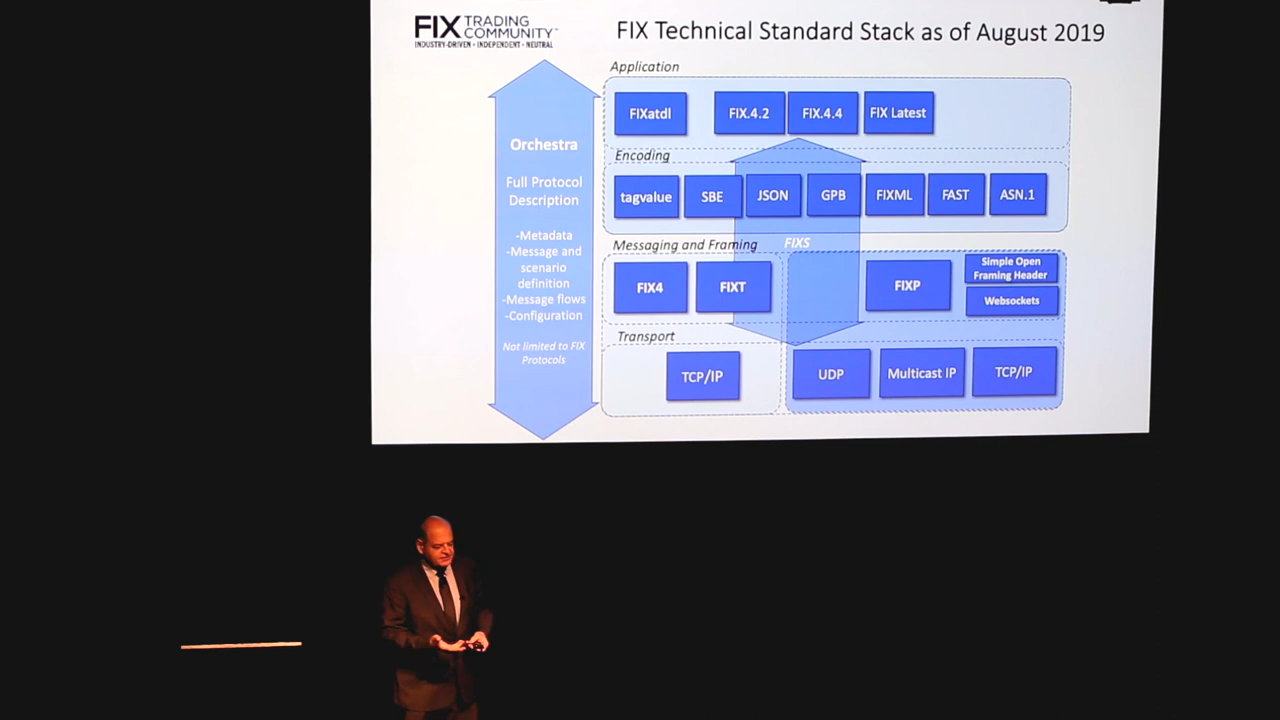 FIX TRADING COMMUNITY
INDUSTRY-DRIVEN • INDEPENDENT • NEUTRAL
FIX Technical Standard Stack as of August 2019
Orchestra
Full Protocol
Description
-Metadata
-Message and
scenario
definition
-Message flows
-Configuration
Not limited to FIX
Protocols
Application
FIXatdl
FIX.4.2
FIX.4.4
FIX Latest
Encoding
tagvalue
SBE
JSON
GPB
FIXML
FAST
ASN.1
Messaging and Framing
FIXS
FIX4
FIXT
FIXP
Simple Open
Framing Header
Websockets
Transport
TCP/IP
UDP
Multicast IP
TCP/IP